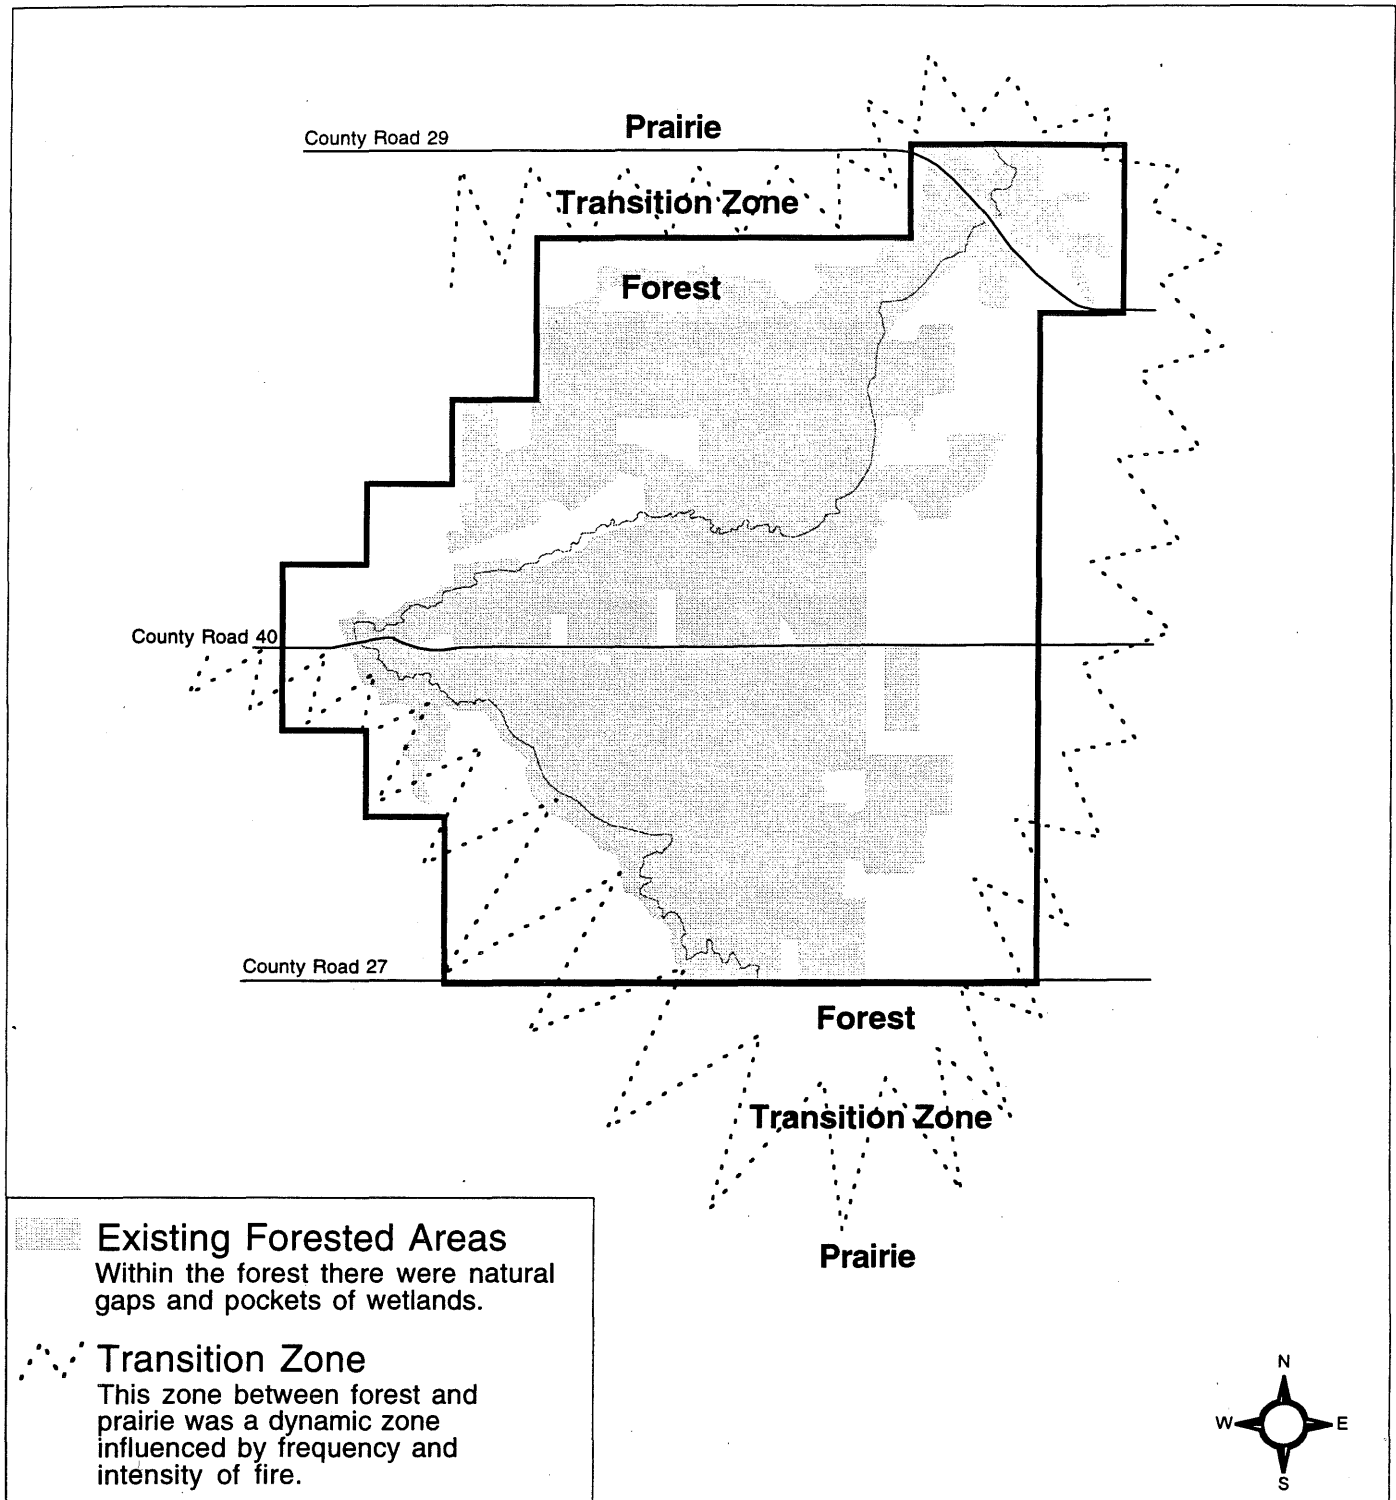 Prairie
County Road 29
Transition Zone
Forest
County Road 40
County Road 27
Forest
Transition Zone
Prairie
Existing Forested Areas
Within the forest there were natural
gaps and pockets of wetlands.
Transition Zone
This zone between forest and
prairie was a dynamic zone
influenced by frequency and
intensity of fire.
N
W E
S